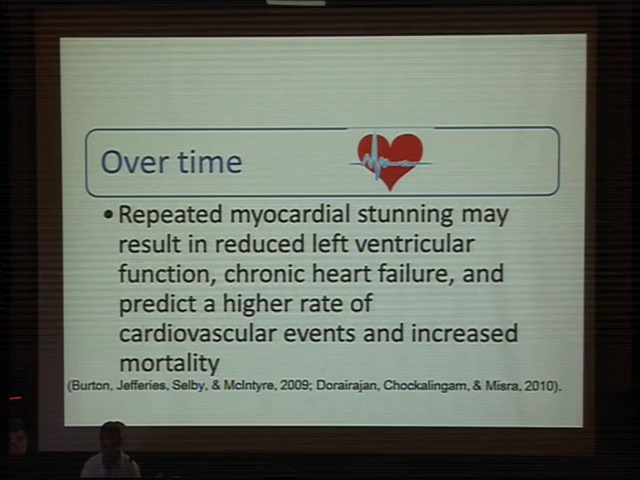 Over time
• Repeated myocardial stunning may
result in reduced left ventricular
function, chronic heart failure, and
predict a higher rate of
cardiovascular events and increased
mortality
(Burton, Jefferies, Selby, & McIntyre, 2009; Dorairajan, Chockalingam, & Misra, 2010).